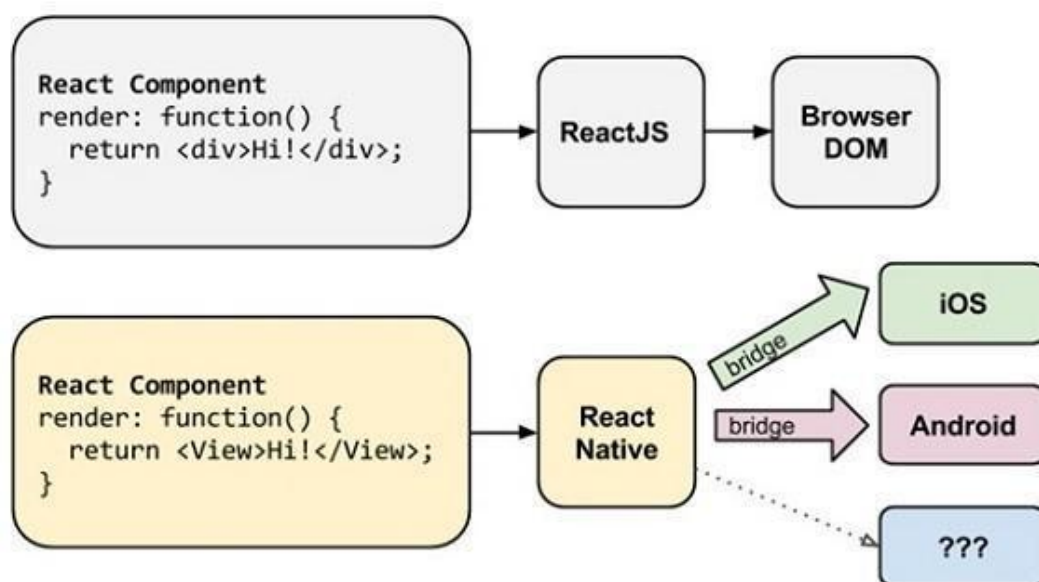 React Component
render: function() {
  return <div>Hi!</div>;
}
ReactJS
Browser
DOM
React Component
render: function() {
  return <View>Hi!</View>;
}
React
Native
bridge
iOS
bridge
Android
???